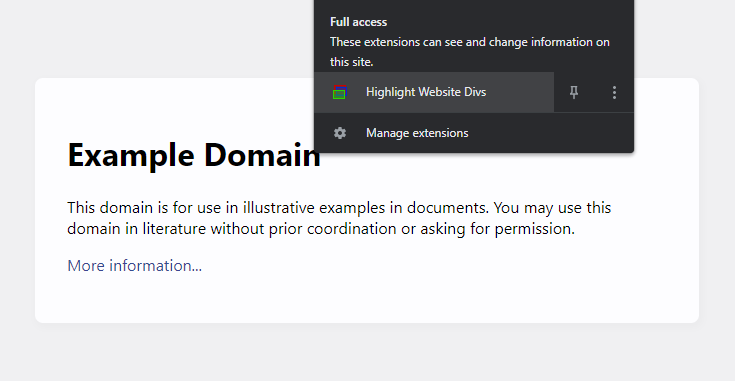 Full access
These extensions can see and change information on
this site.
Highlight Website Divs
Manage extensions
Example Domain
This domain is for use in illustrative examples in documents. You may use this
domain in literature without prior coordination or asking for permission.
More information...